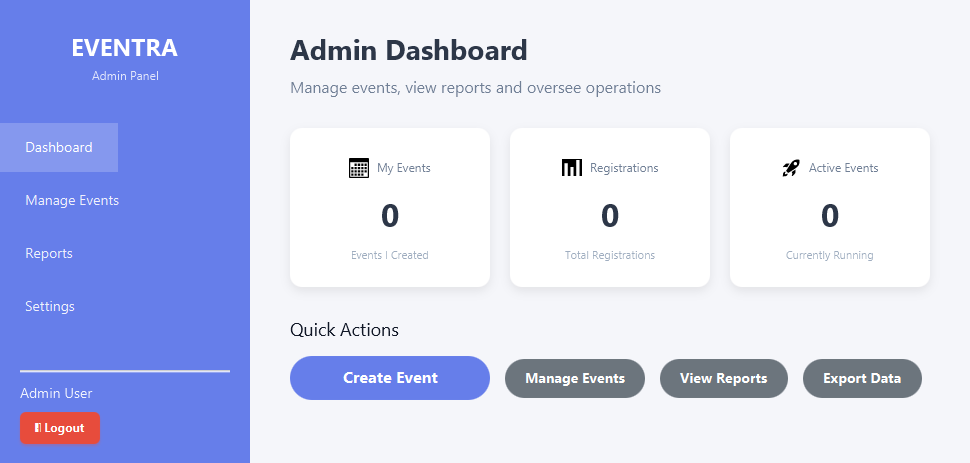 EVENTRA
Admin Panel
Dashboard
Manage Events
Reports
Settings
Admin User
Logout
Admin Dashboard
Manage events, view reports and oversee operations
My Events
0
Events I Created
Registrations
0
Total Registrations
Active Events
0
Currently Running
Quick Actions
Create Event
Manage Events
View Reports
Export Data